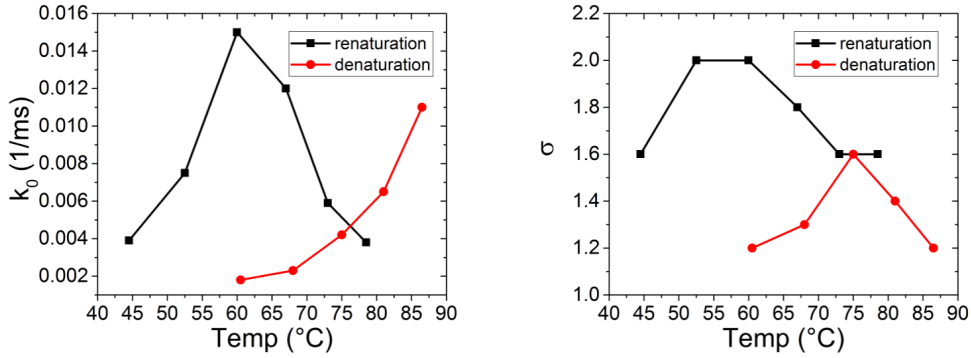 0.016
0.014
0.012
0.010
0.008
0.006
0.004
0.002
k0 (1/ms)
renaturation
denaturation
40 45 50 55 60 65 70 75 80 85 90
Temp (°C)
2.2
2.0
1.8
1.6
1.4
1.2
1.0
σ
renaturation
denaturation
40 45 50 55 60 65 70 75 80 85 90
Temp (°C)